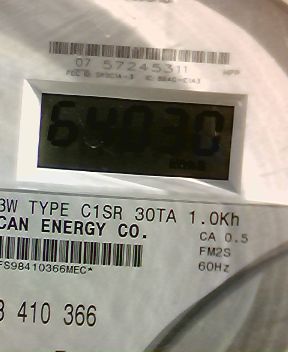 07 57245311
64030
3W TYPE C1SR 30TA 1.0Kh
CAN ENERGY CO.
CA 0.5
FM2S
FS98410366MEC*
60Hz
8 410 366